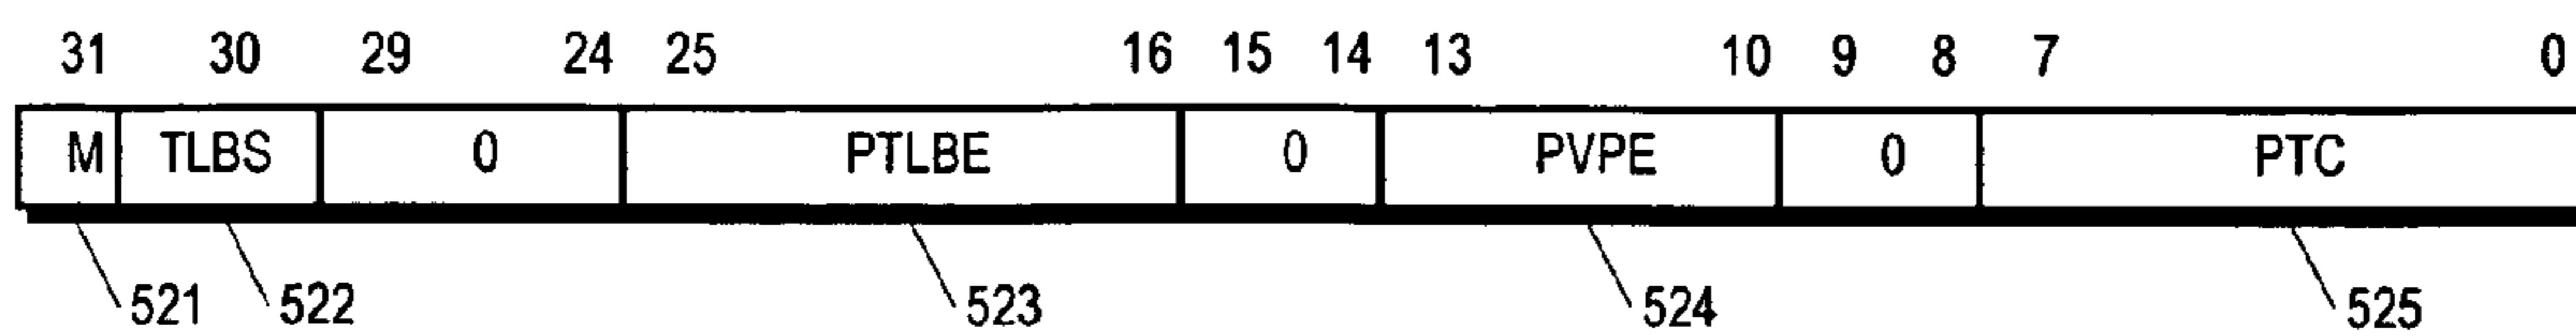 31 30 29 24 25 16 15 14 13 10 9 8 7 0
M TLBS 0 PTLBE 0 PVPE 0 PTC
521 522 523 524 525